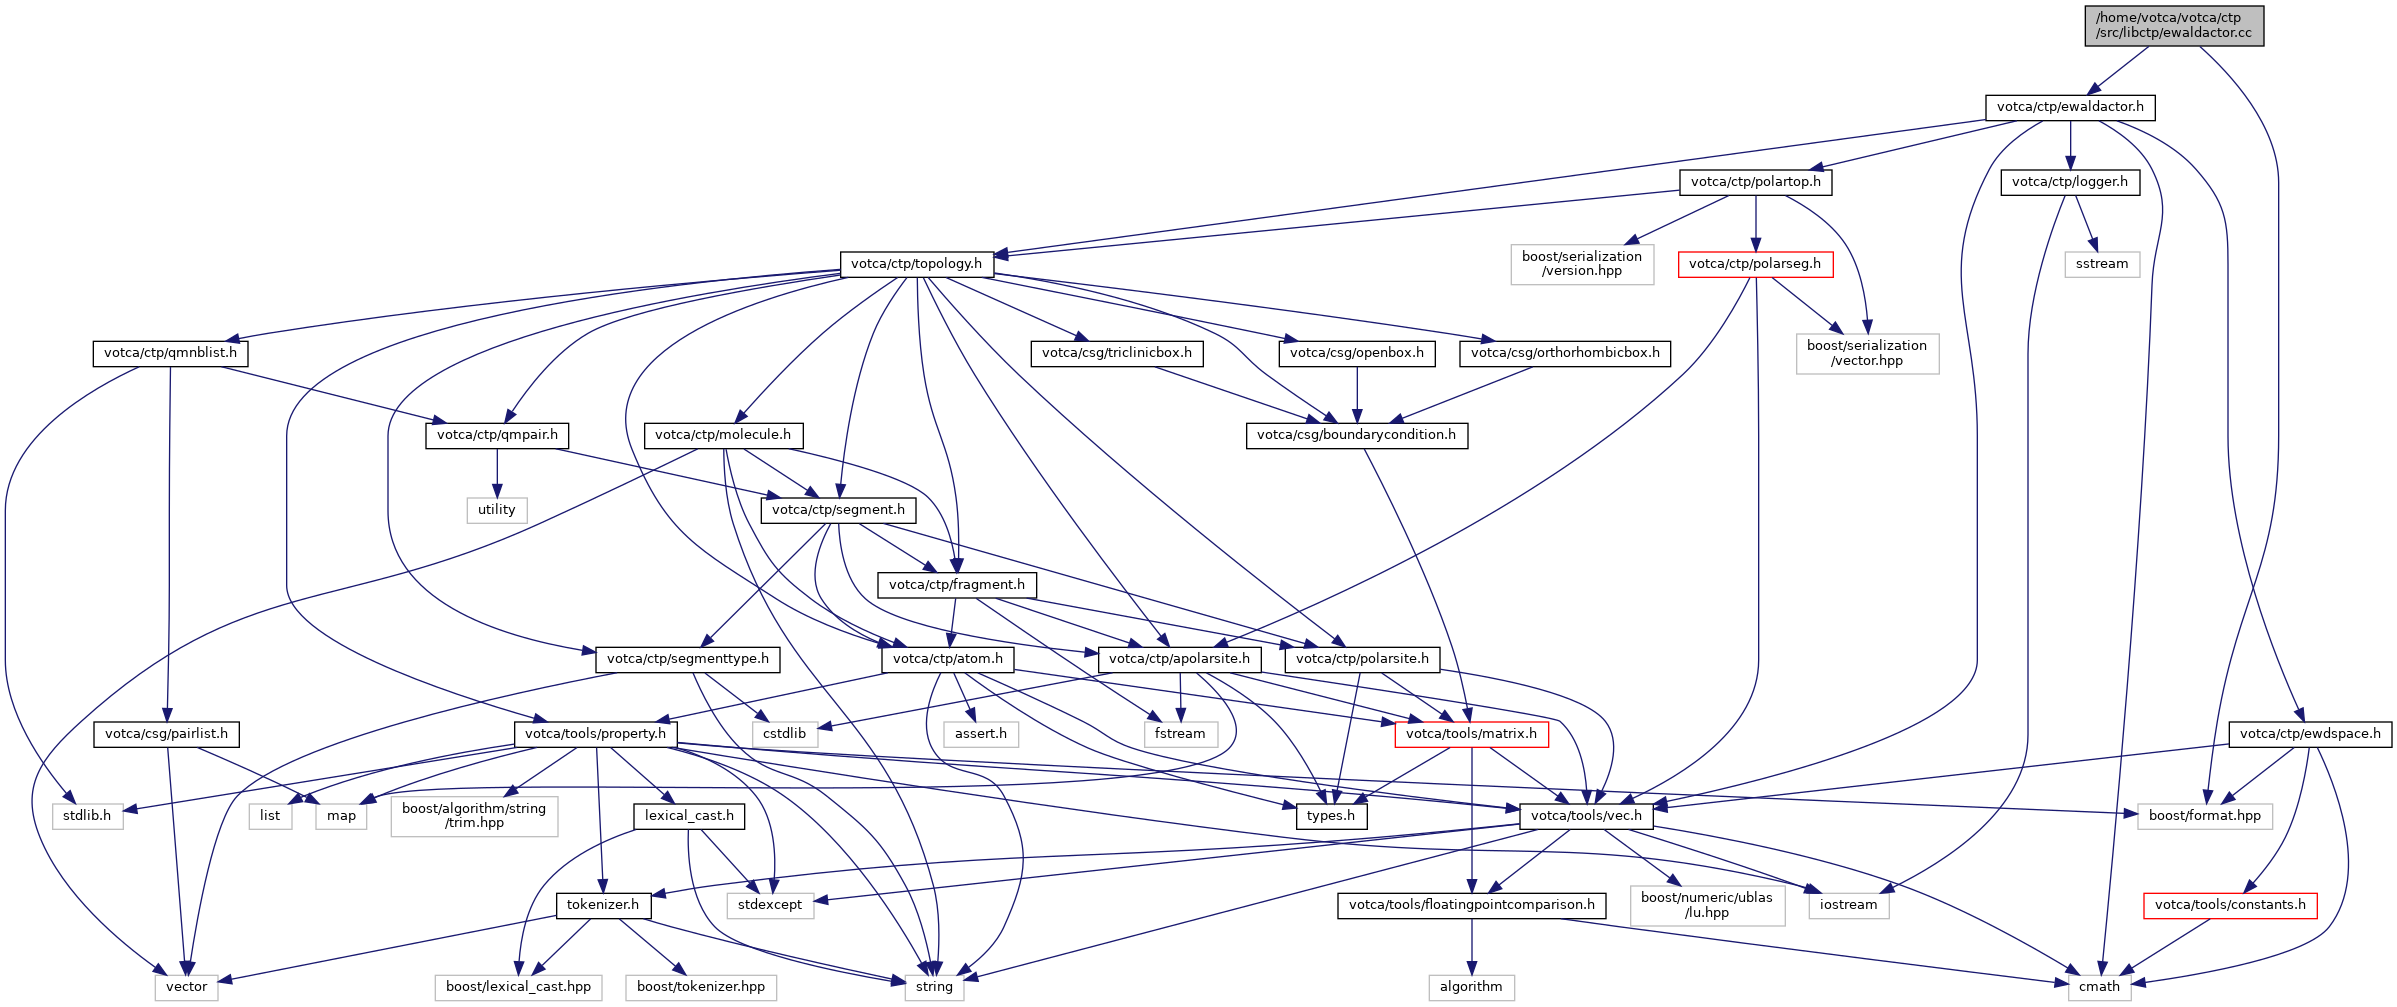 /home/votca/votca/ctp
/src/libctp/ewaldactor.cc
votca/ctp/ewaldactor.h
votca/ctp/polartop.h
votca/ctp/logger.h
votca/ctp/topology.h
boost/serialization
/version.hpp
votca/ctp/polarseg.h
sstream
votca/ctp/qmnblist.h
votca/csg/triclinicbox.h
votca/csg/openbox.h
votca/csg/orthorhombicbox.h
boost/serialization
/vector.hpp
votca/ctp/qmpair.h
votca/ctp/molecule.h
votca/csg/boundarycondition.h
utility
votca/ctp/segment.h
votca/ctp/fragment.h
votca/ctp/segmenttype.h
votca/ctp/atom.h
votca/ctp/apolarsite.h
votca/ctp/polarsite.h
votca/csg/pairlist.h
votca/tools/property.h
cstdlib
assert.h
fstream
votca/tools/matrix.h
votca/ctp/ewdspace.h
stdlib.h
list
map
boost/algorithm/string
/trim.hpp
lexical_cast.h
types.h
votca/tools/vec.h
boost/format.hpp
tokenizer.h
stdexcept
votca/tools/floatingpointcomparison.h
boost/numeric/ublas
/lu.hpp
iostream
votca/tools/constants.h
vector
boost/lexical_cast.hpp
boost/tokenizer.hpp
string
algorithm
cmath